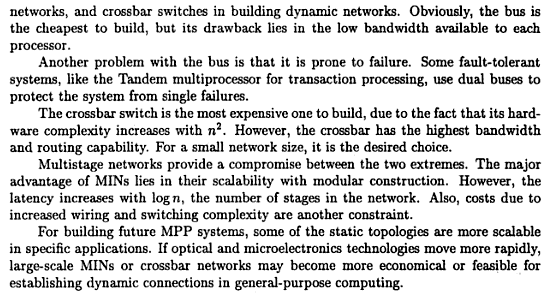 networks, and crossbar switches in building dynamic networks. Obviously, the bus is
the cheapest to build, but its drawback lies in the low bandwidth available to each
processor.
Another problem with the bus is that it is prone to failure. Some fault-tolerant
systems, like the Tandem multiprocessor for transaction processing, use dual buses to
protect the system from single failures.
The crossbar switch is the most expensive one to build, due to the fact that its hard-
ware complexity increases with n². However, the crossbar has the highest bandwidth
and routing capability. For a small network size, it is the desired choice.
Multistage networks provide a compromise between the two extremes. The major
advantage of MINs lies in their scalability with modular construction. However, the
latency increases with log n, the number of stages in the network. Also, costs due to
increased wiring and switching complexity are another constraint.
For building future MPP systems, some of the static topologies are more scalable
in specific applications. If optical and microelectronics technologies move more rapidly,
large-scale MINs or crossbar networks may become more economical or feasible for
establishing dynamic connections in general-purpose computing.